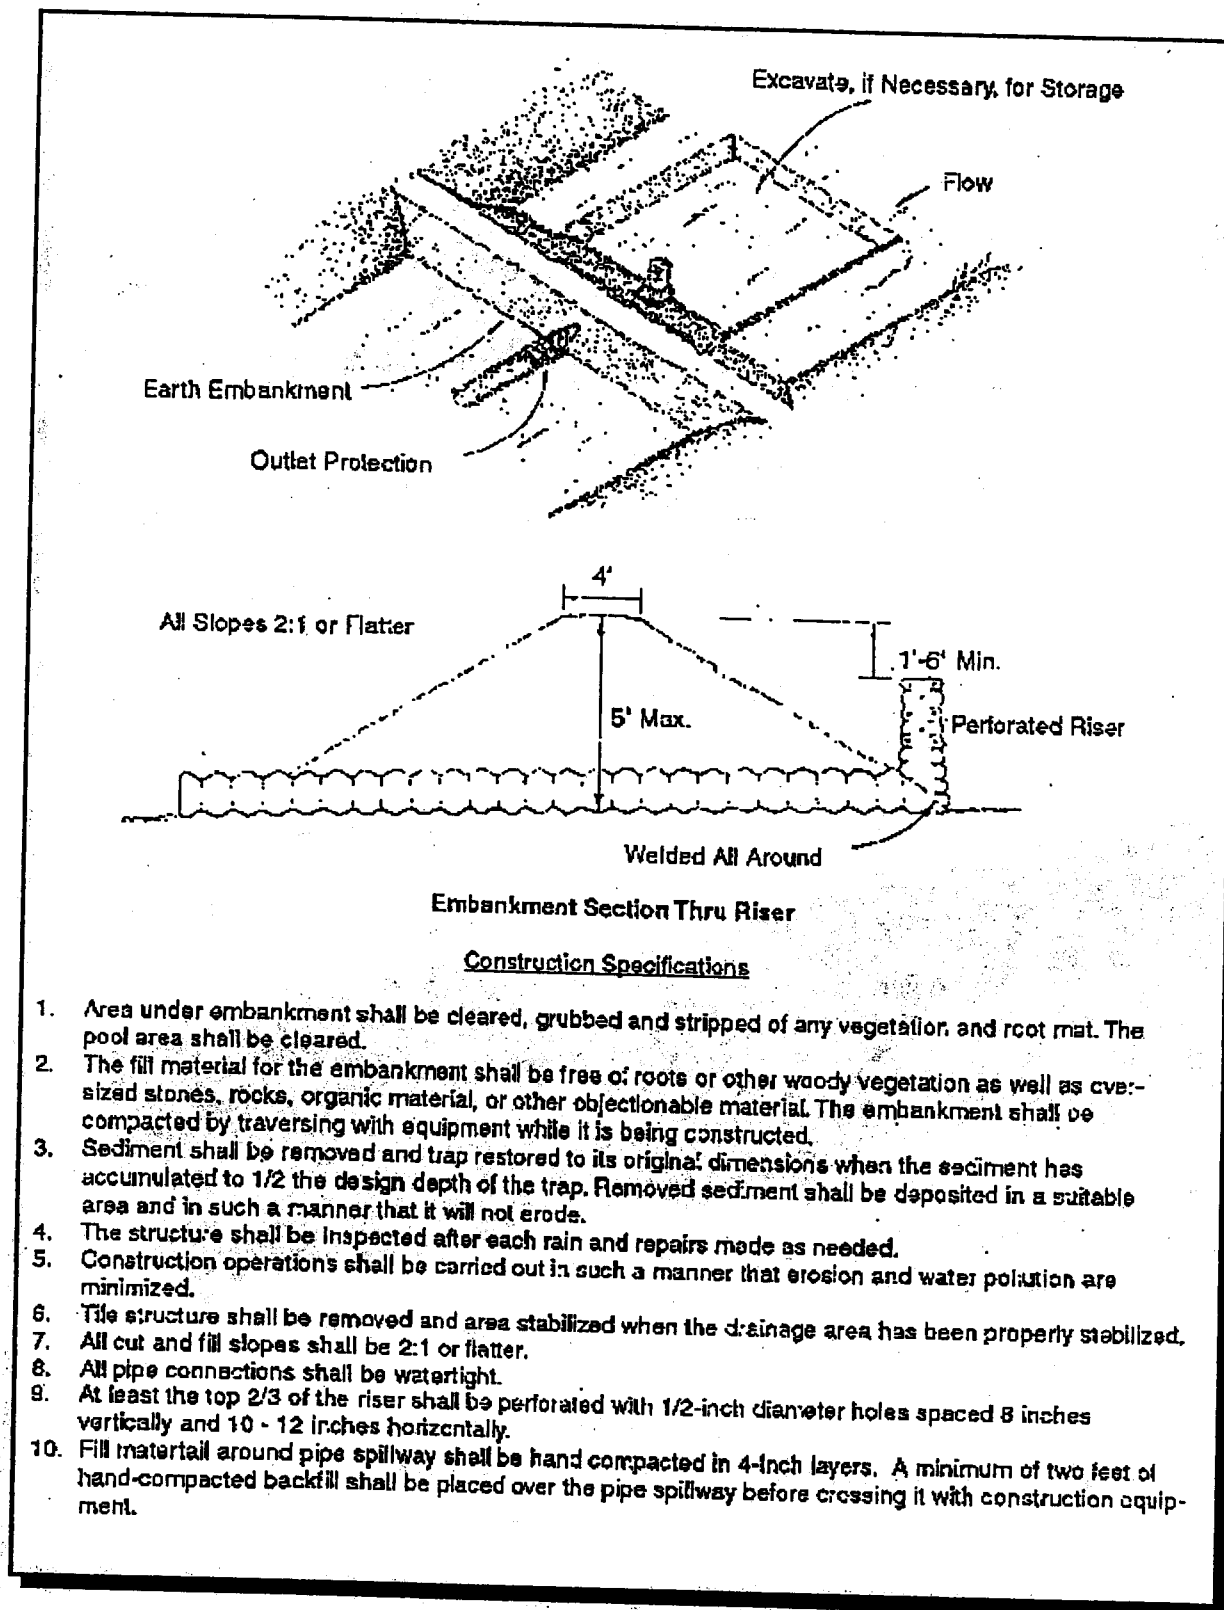 Excavate, if Necessary, for Storage
Flow
Earth Embankment
Outlet Protection
4'
All Slopes 2:1 or Flatter
1'-6' Min.
5' Max.
Perforated Riser
Welded All Around
Embankment Section Thru Riser
Construction Specifications
1. Area under embankment shall be cleared, grubbed and stripped of any vegetation and root mat. The
pool area shall be cleared.
2. The fill material for the embankment shall be free of roots or other woody vegetation as well as over-
sized stones, rocks, organic material, or other objectionable material. The embankment shall be
compacted by traversing with equipment while it is being constructed.
3. Sediment shall be removed and trap restored to its original dimensions when the sediment has
accumulated to 1/2 the design depth of the trap. Removed sediment shall be deposited in a suitable
area and in such a manner that it will not erode.
4. The structure shall be inspected after each rain and repairs made as needed.
5. Construction operations shall be carried out in such a manner that erosion and water pollution are
minimized.
6. The structure shall be removed and area stabilized when the drainage area has been properly stabilized.
7. All cut and fill slopes shall be 2:1 or flatter.
8. All pipe connections shall be watertight.
9. At least the top 2/3 of the riser shall be perforated with 1/2-inch diameter holes spaced 8 inches
vertically and 10 - 12 inches horizontally.
10. Fill matertail around pipe spillway shall be hand compacted in 4-inch layers. A minimum of two feet of
hand-compacted backfill shall be placed over the pipe spillway before crossing it with construction equip-
ment.